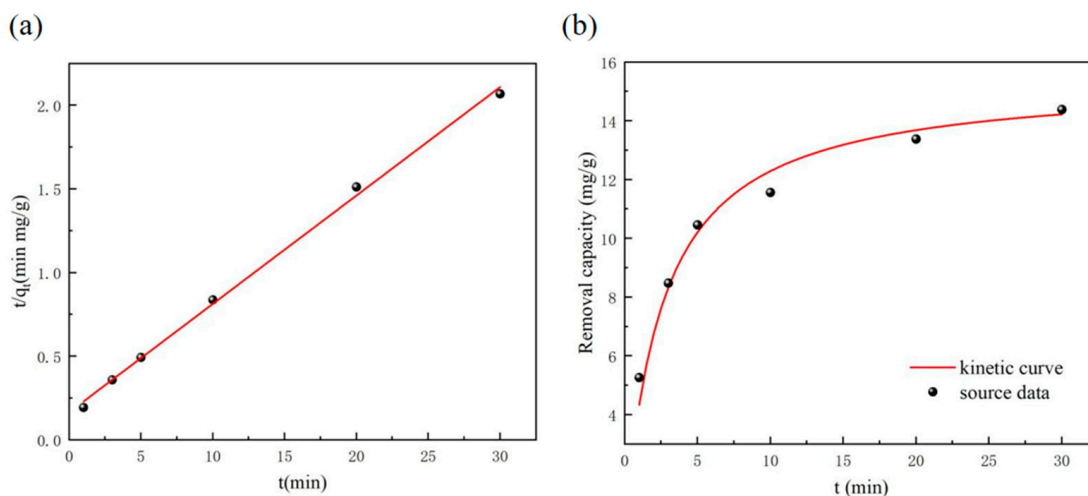 (a)
(b)
2.0
1.5
1.0
0.5
0.0
t/qt(min mg/g)
0 5 10 15 20 25 30
t(min)
16
14
12
10
8
6
4
Removal capacity (mg/g)
kinetic curve
source data
0 5 10 15 20 25 30
t (min)